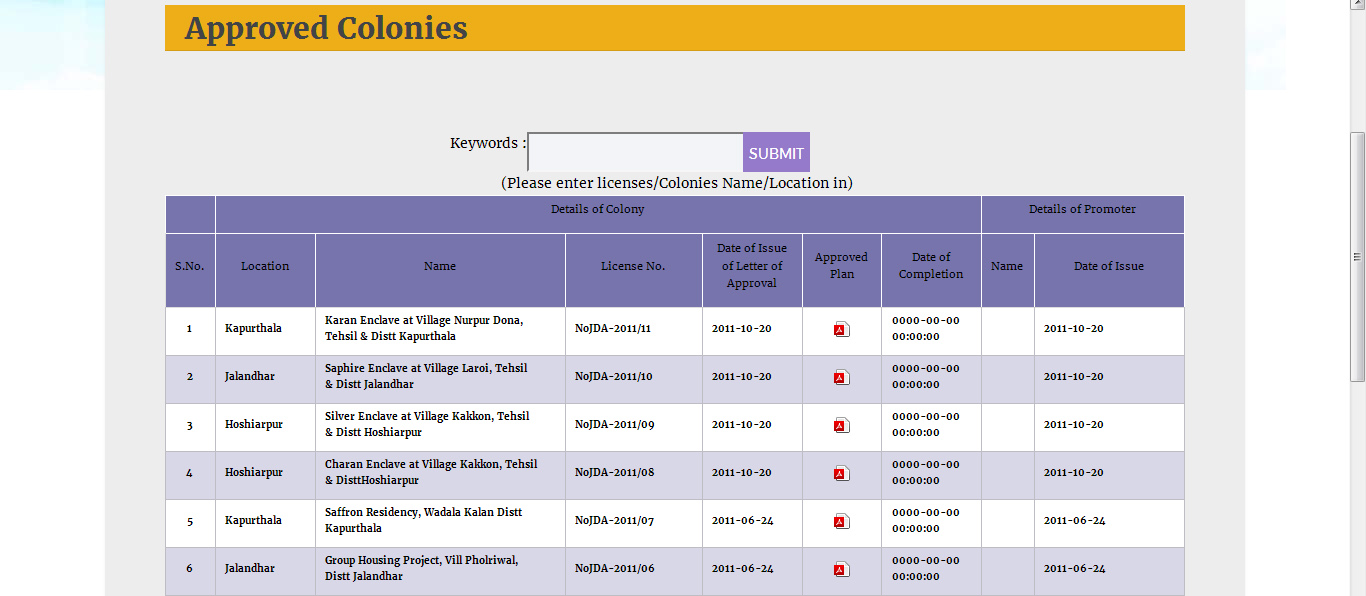 Approved Colonies
Keywords :
SUBMIT
(Please enter licenses/Colonies Name/Location in)
Details of Colony
Details of Promoter
S.No.
Location
Name
License No.
Date of Issue
of Letter of
Approval
Approved
Plan
Date of
Completion
Name
Date of Issue
1
Kapurthala
Karan Enclave at Village Nurpur Dona,
Tehsil & Distt Kapurthala
NoJDA-2011/11
2011-10-20
0000-00-00
00:00:00
2011-10-20
2
Jalandhar
Saphire Enclave at Village Laroi, Tehsil
& Distt Jalandhar
NoJDA-2011/10
2011-10-20
0000-00-00
00:00:00
2011-10-20
3
Hoshiarpur
Silver Enclave at Village Kakkon, Tehsil
& Distt Hoshiarpur
NoJDA-2011/09
2011-10-20
0000-00-00
00:00:00
2011-10-20
4
Hoshiarpur
Charan Enclave at Village Kakkon, Tehsil
& DisttHoshiarpur
NoJDA-2011/08
2011-10-20
0000-00-00
00:00:00
2011-10-20
5
Kapurthala
Saffron Residency, Wadala Kalan Distt
Kapurthala
NoJDA-2011/07
2011-06-24
0000-00-00
00:00:00
2011-06-24
6
Jalandhar
Group Housing Project, Vill Pholriwal,
Distt Jalandhar
NoJDA-2011/06
2011-06-24
0000-00-00
00:00:00
2011-06-24